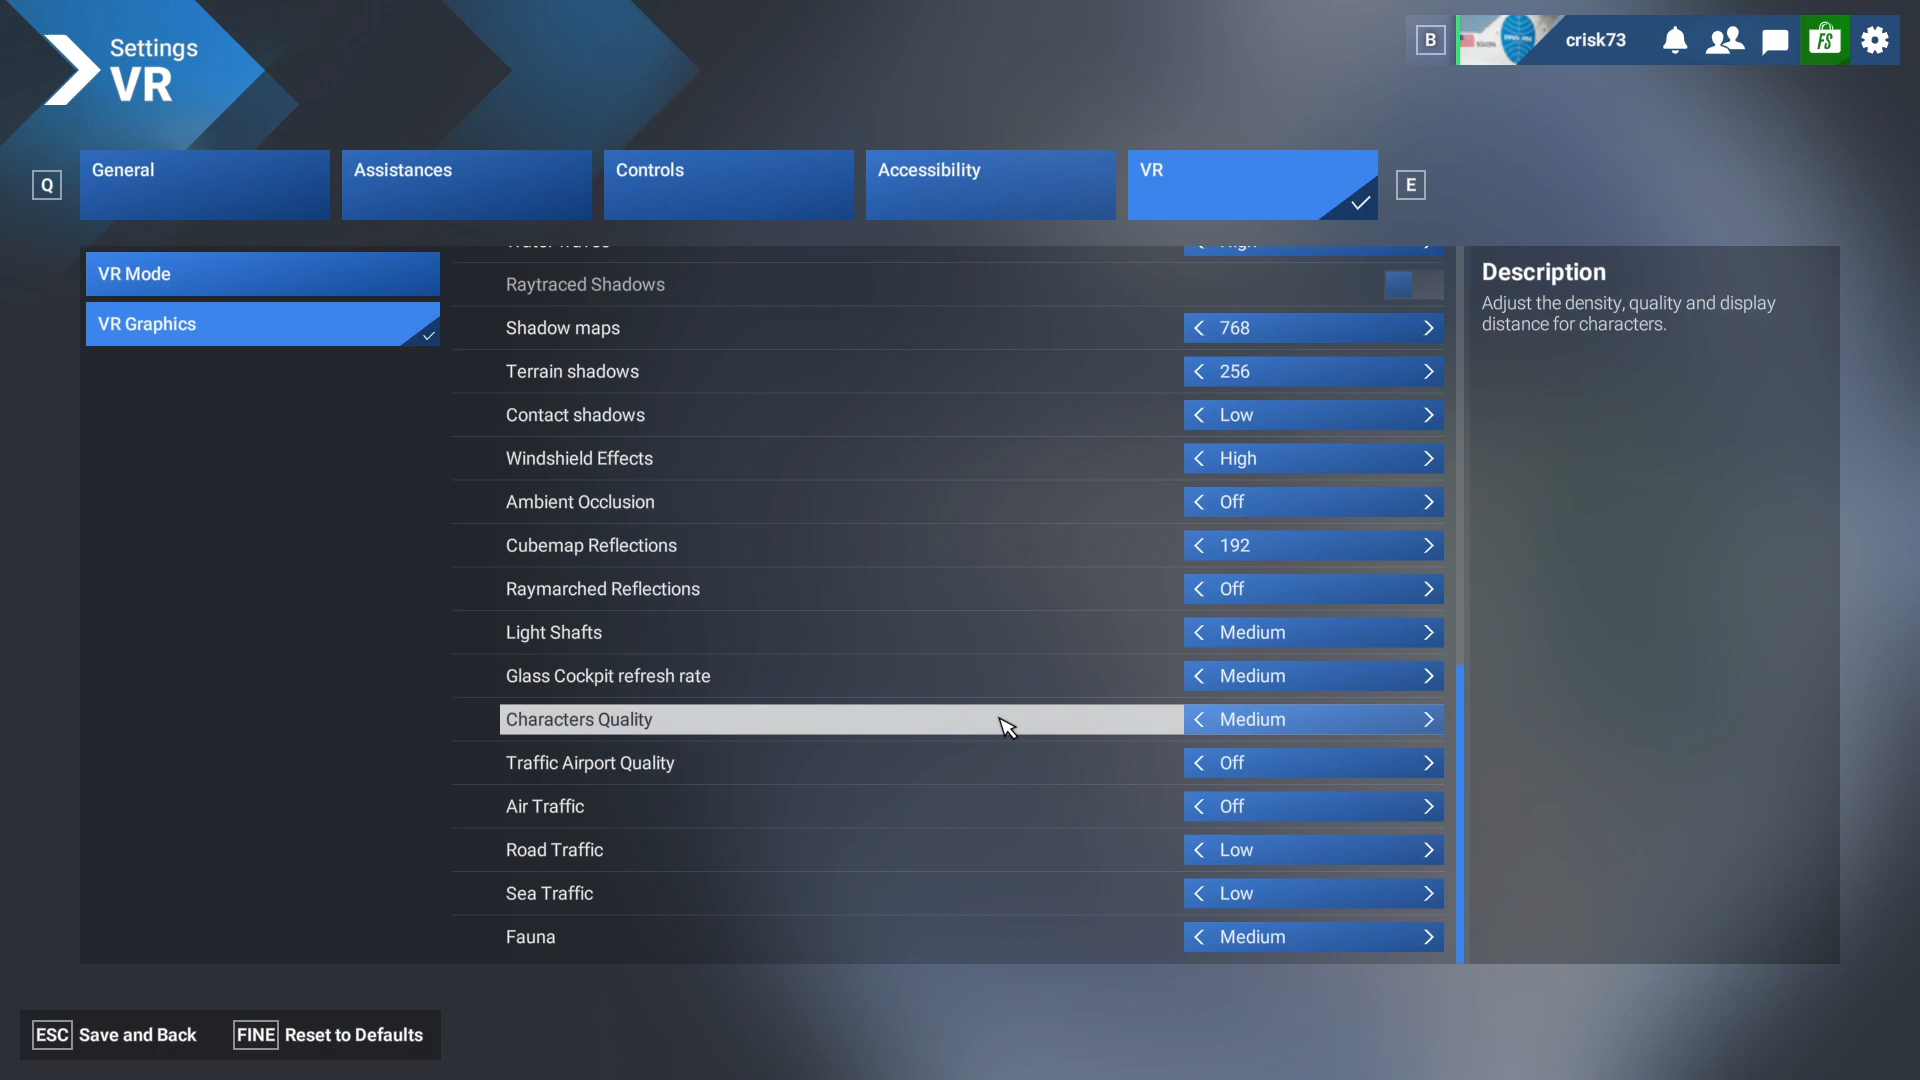 Settings
VR
B
crisk73
FS
Q
General
Assistances
Controls
Accessibility
VR
E
VR Mode
VR Graphics
Raytraced Shadows
Shadow maps
768
Terrain shadows
256
Contact shadows
Low
Windshield Effects
High
Ambient Occlusion
Off
Cubemap Reflections
192
Raymarched Reflections
Off
Light Shafts
Medium
Glass Cockpit refresh rate
Medium
Characters Quality
Medium
Traffic Airport Quality
Off
Air Traffic
Off
Road Traffic
Low
Sea Traffic
Low
Fauna
Medium
Description
Adjust the density, quality and display
distance for characters.
ESC Save and Back
FINE Reset to Defaults